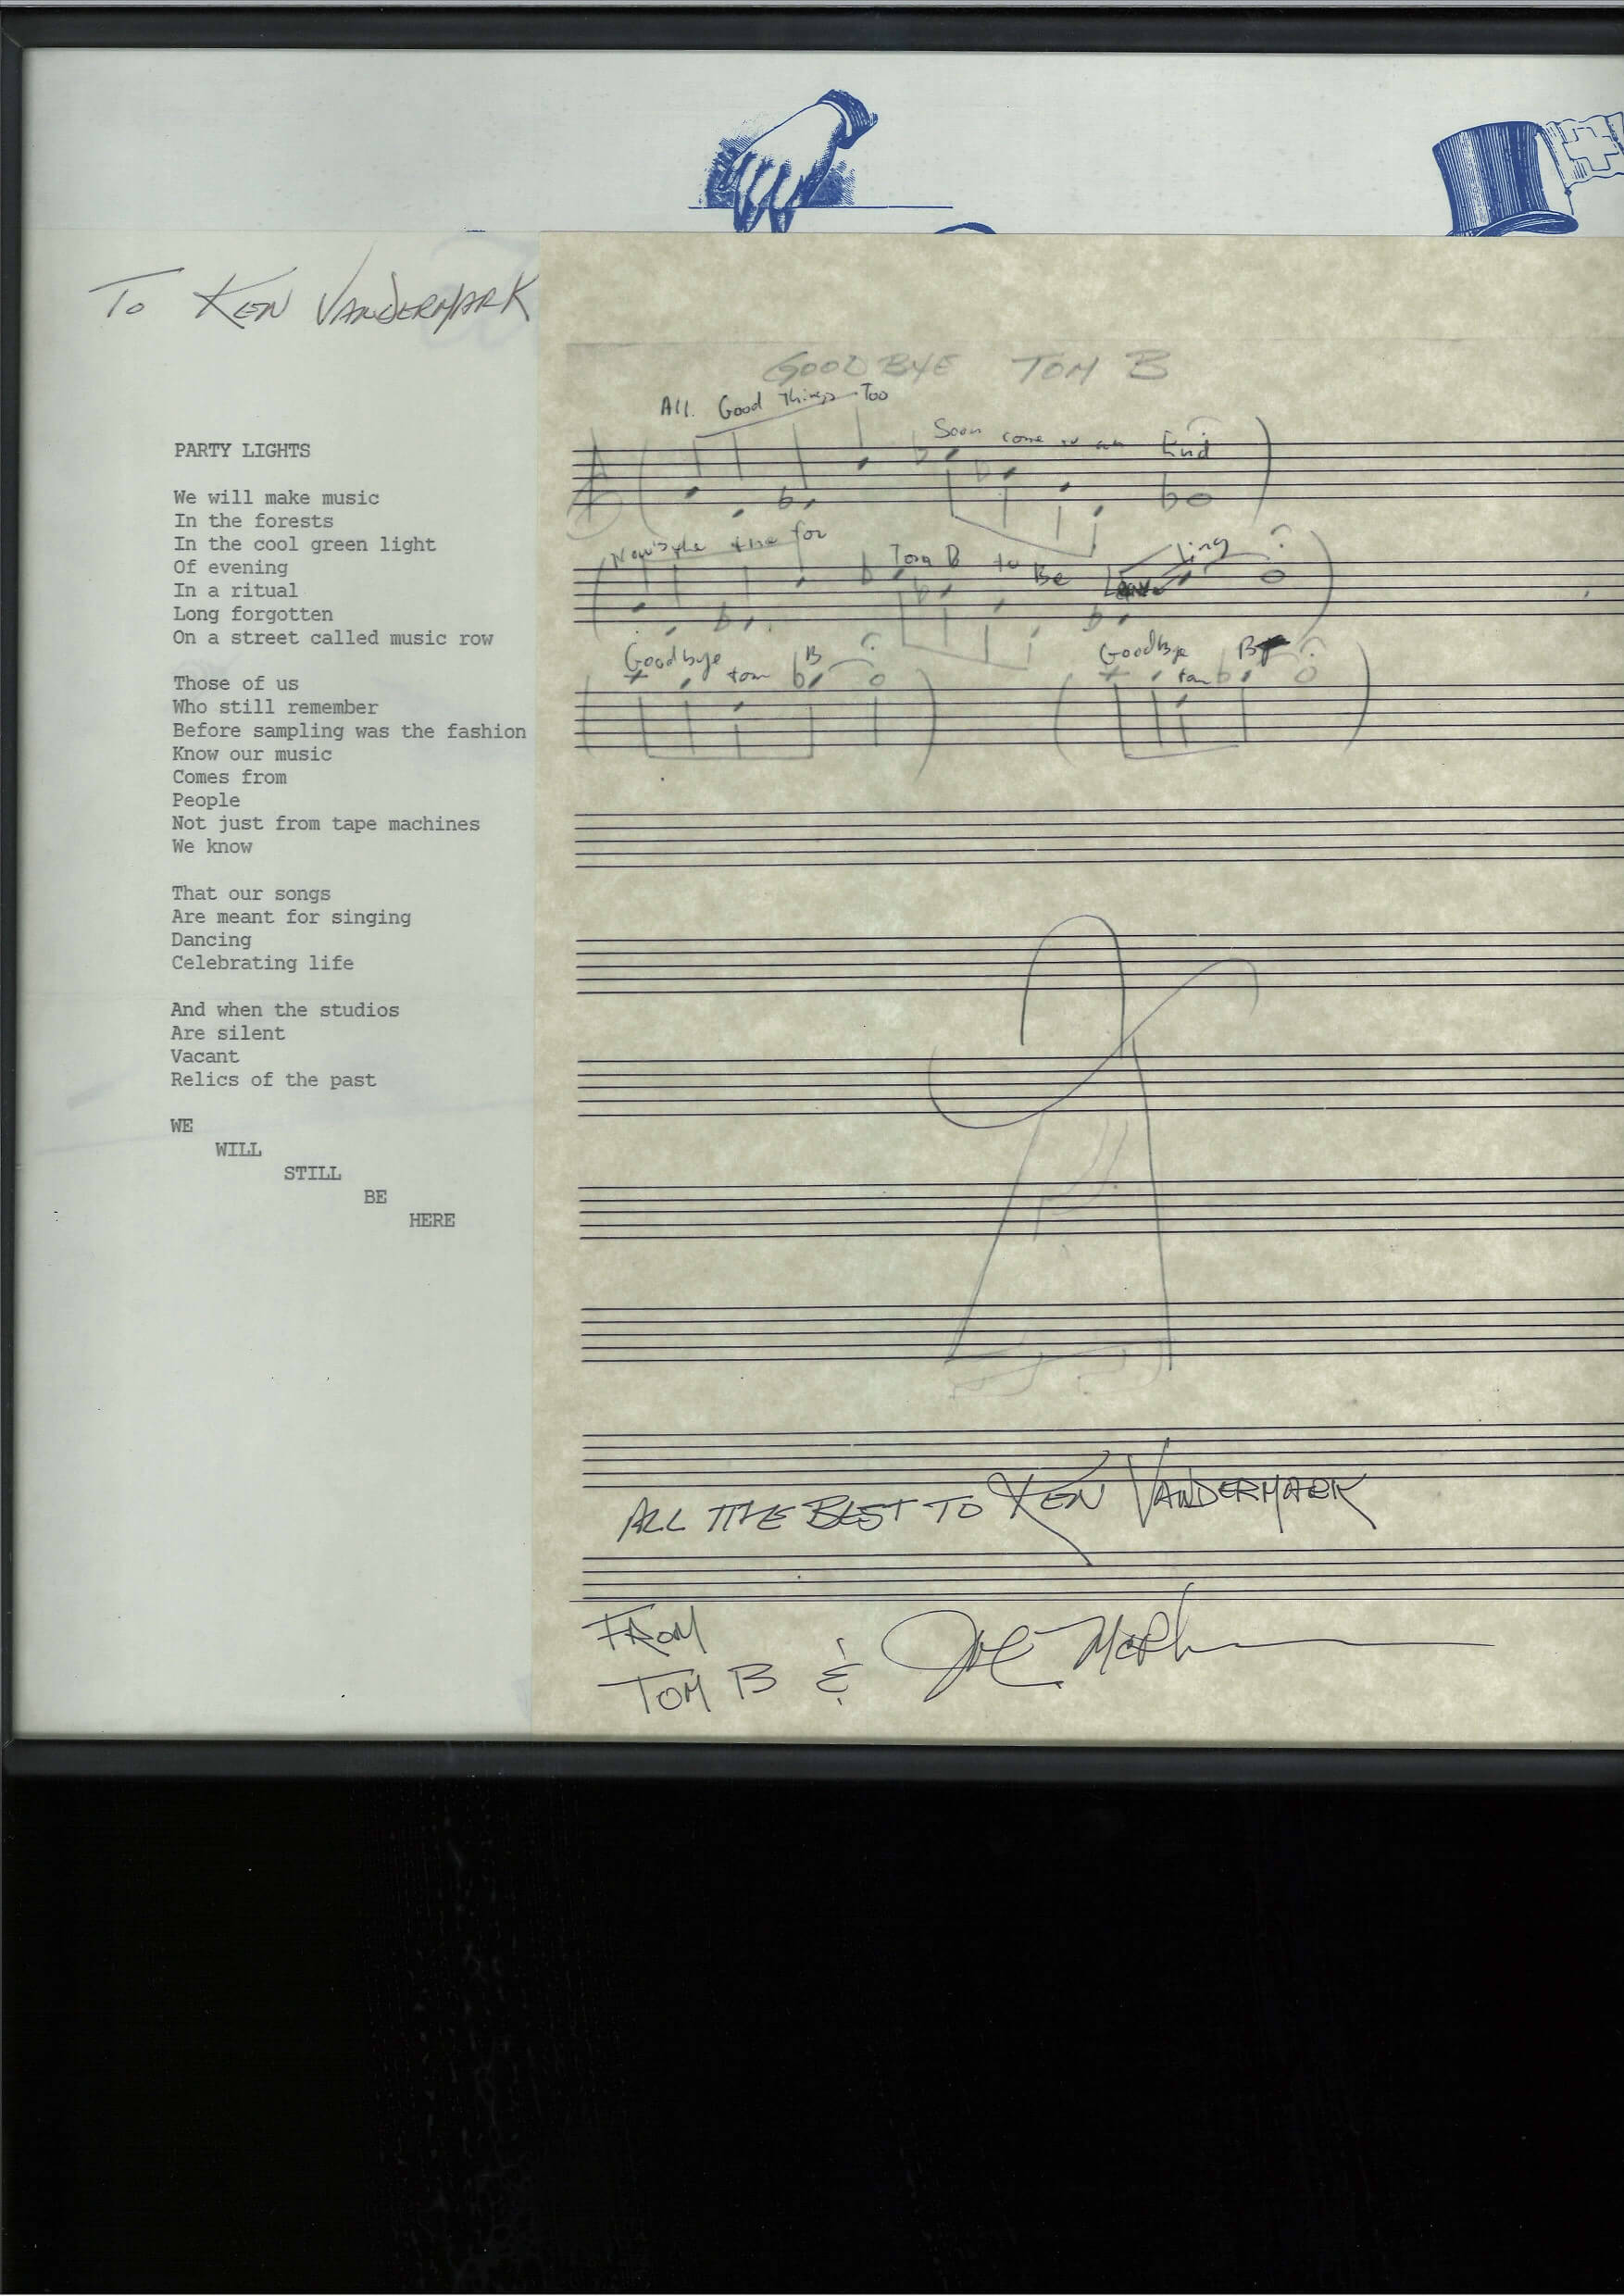 To KEN VANDERMARK
PARTY LIGHTS
We will make music
In the forests
In the cool green light
Of evening
In a ritual
Long forgotten
On a street called music row
Those of us
Who still remember
Before sampling was the fashion
Know our music
Comes from
People
Not just from tape machines
We know
That our songs
Are meant for singing
Dancing
Celebrating life
And when the studios
Are silent
Vacant
Relics of the past
WE
WILL
STILL
BE
HERE
GOODBYE TOM B
All Good Things Too
Soon come to an End
Now's the time for Tom B to Be ling
Goodbye tom B Goodbye tom B
ALL THE BEST TO KEN VANDERMARK
FROM
TOM B & Joe McPh